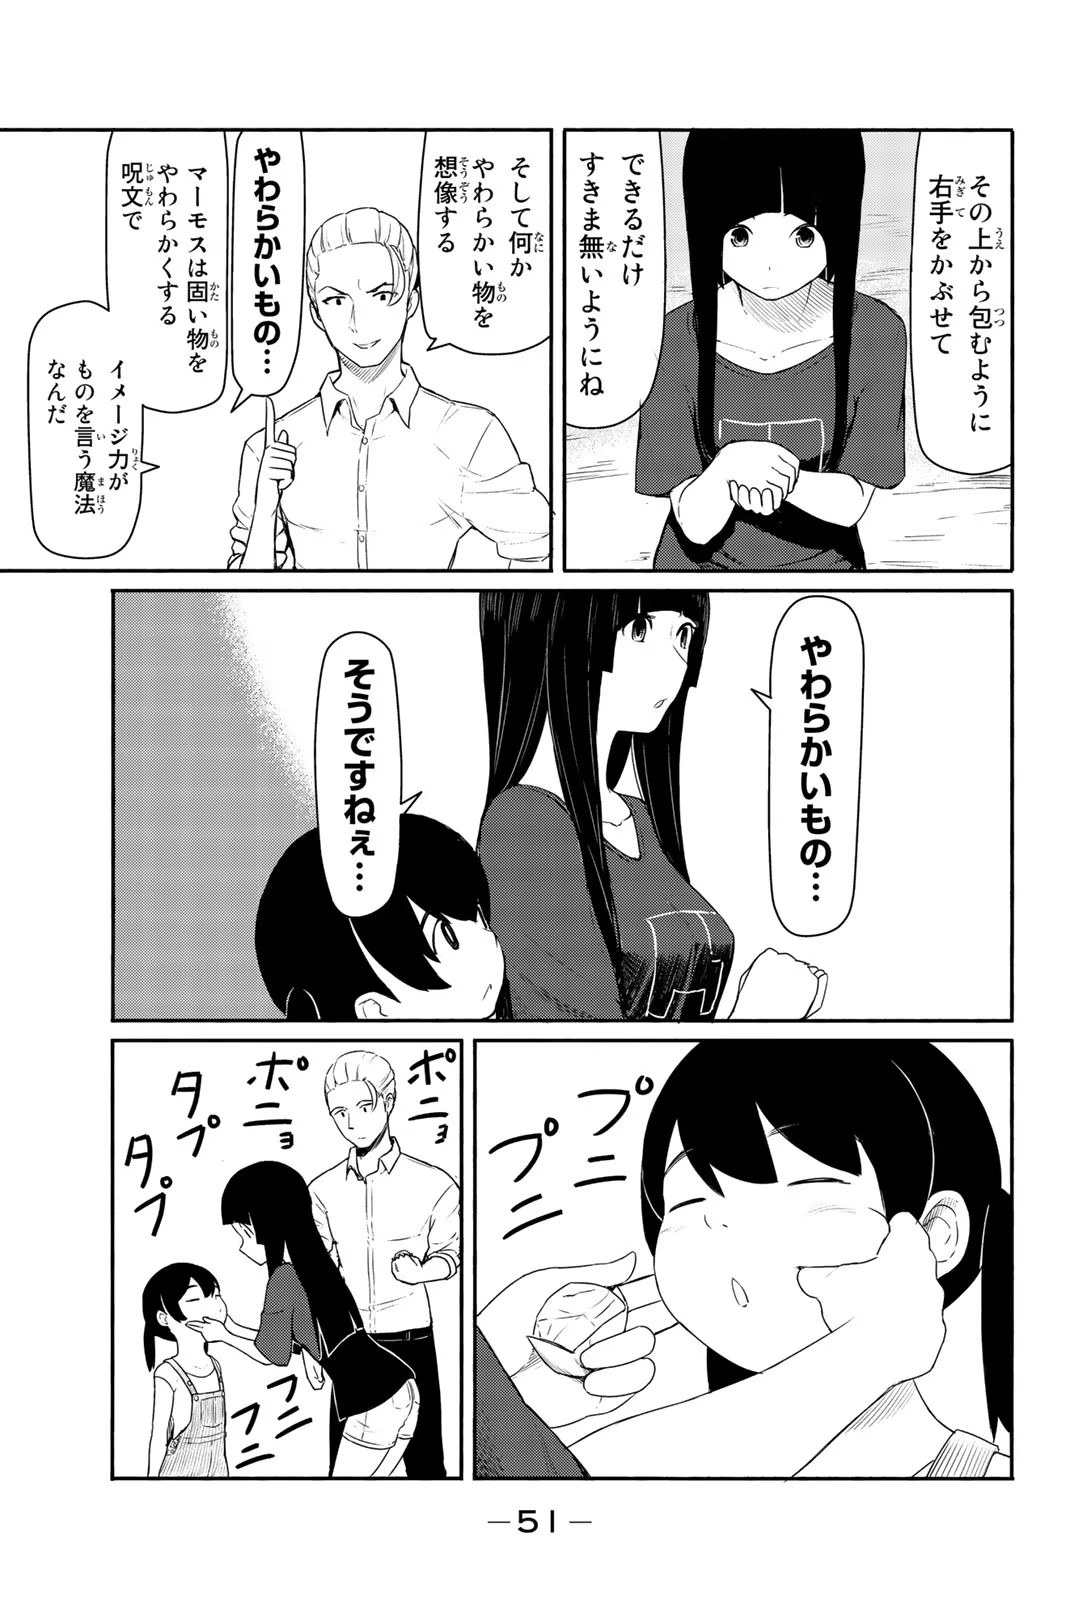 その上から包むように
右手をかぶせて
できるだけ
すきま無いようにね
そして何か
やわらかい物を
想像する
やわらかいもの…
マーモスは固い物を
やわらかくする
呪文で
イメージ力が
ものを言う魔法
なんだ
やわらかいもの…
そうですねぇ…
プニ
プニ
ポニョ
ポニョ
タプ
タプ
フニ
フニ
—51—